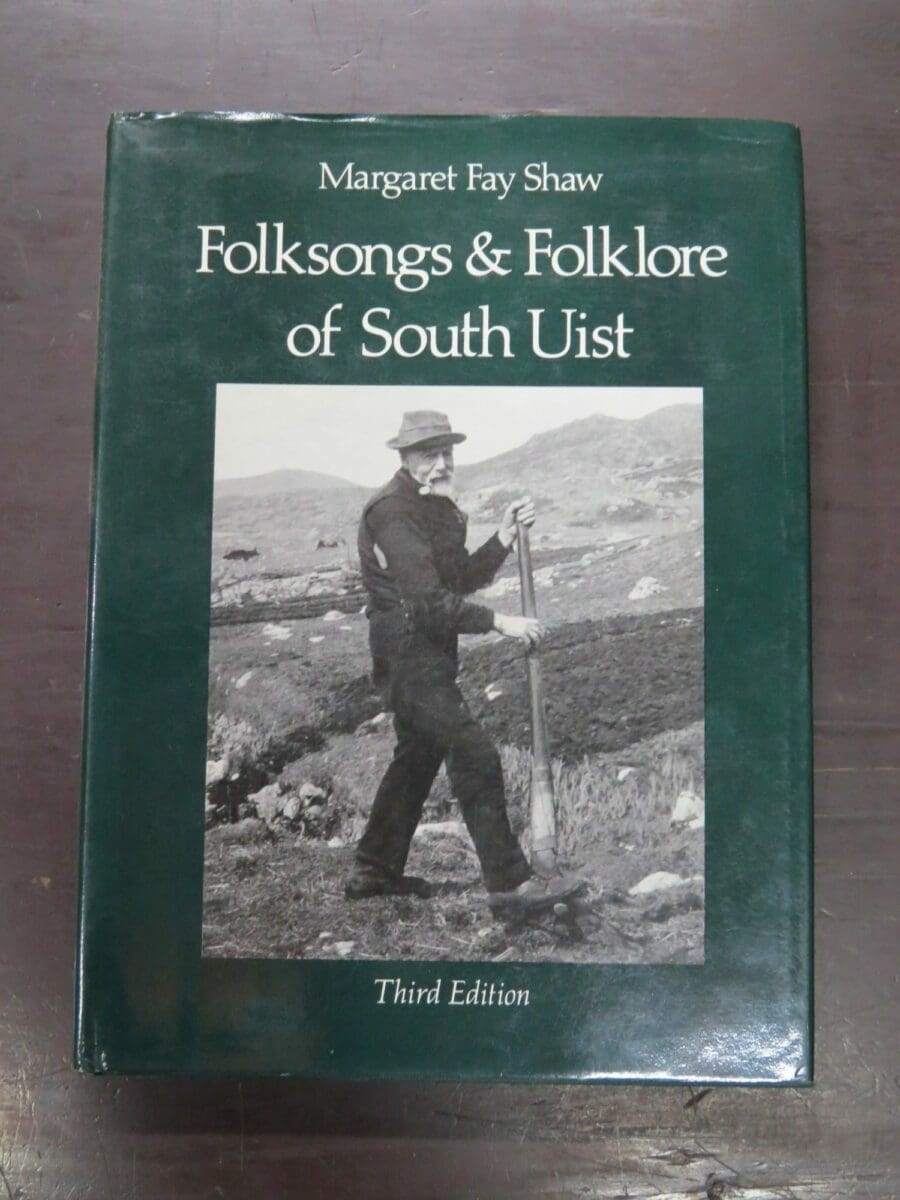 Margaret Fay Shaw
Folksongs & Folklore
of South Uist
Third Edition